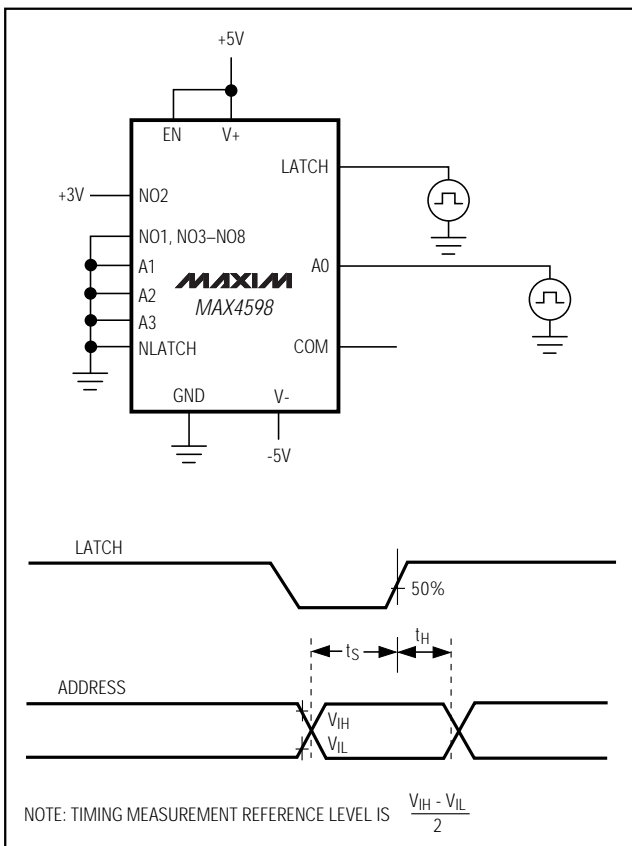 +5V
EN V+
LATCH
+3V NO2
NO1, NO3–NO8
A1 MAXIM A0
A2 MAX4598
A3
NLATCH COM
GND V-
-5V
LATCH
50%
tS tH
ADDRESS
VIH
VIL
NOTE: TIMING MEASUREMENT REFERENCE LEVEL IS VIH - VIL
2